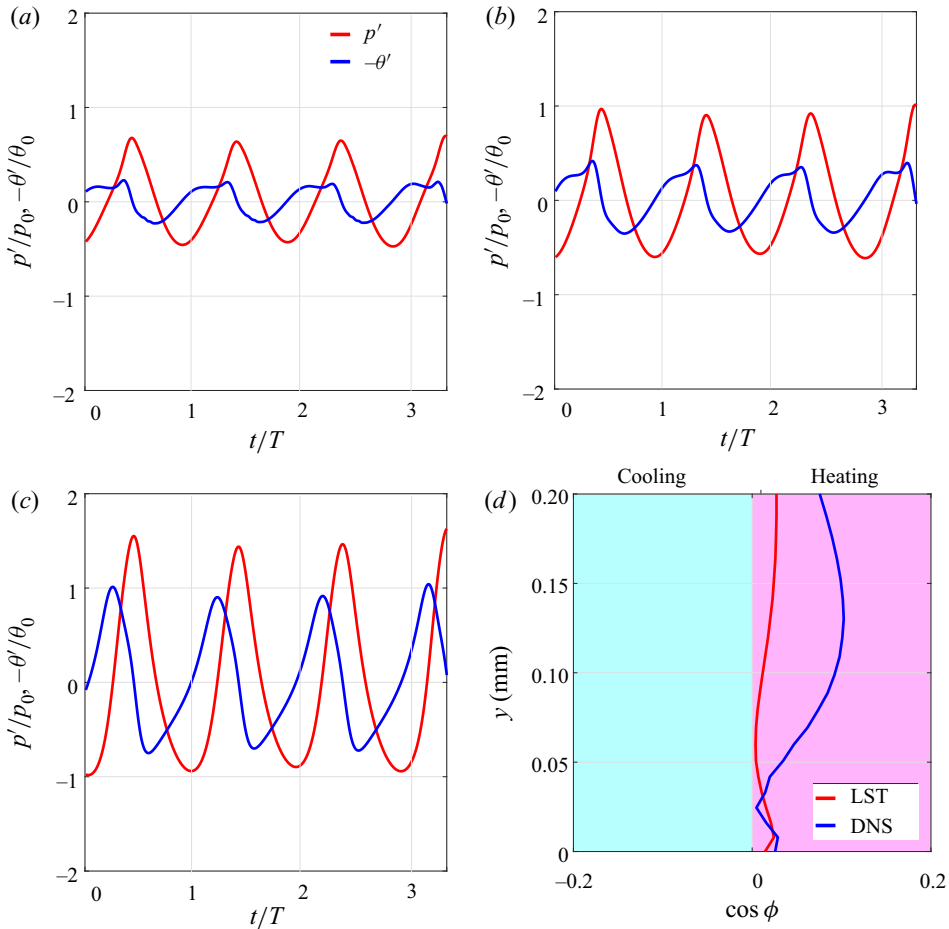 (a)
2
1
0
–1
–2
p′/p₀, –θ′/θ₀
p′
–θ′
0 1 2 3
t/T
(b)
2
1
0
–1
–2
p′/p₀, –θ′/θ₀
0 1 2 3
t/T
(c)
2
1
0
–1
–2
p′/p₀, –θ′/θ₀
0 1 2 3
t/T
(d)
Cooling Heating
0.20
0.15
0.10
0.05
0
y (mm)
LST
DNS
–0.2 0 0.2
cos ϕ